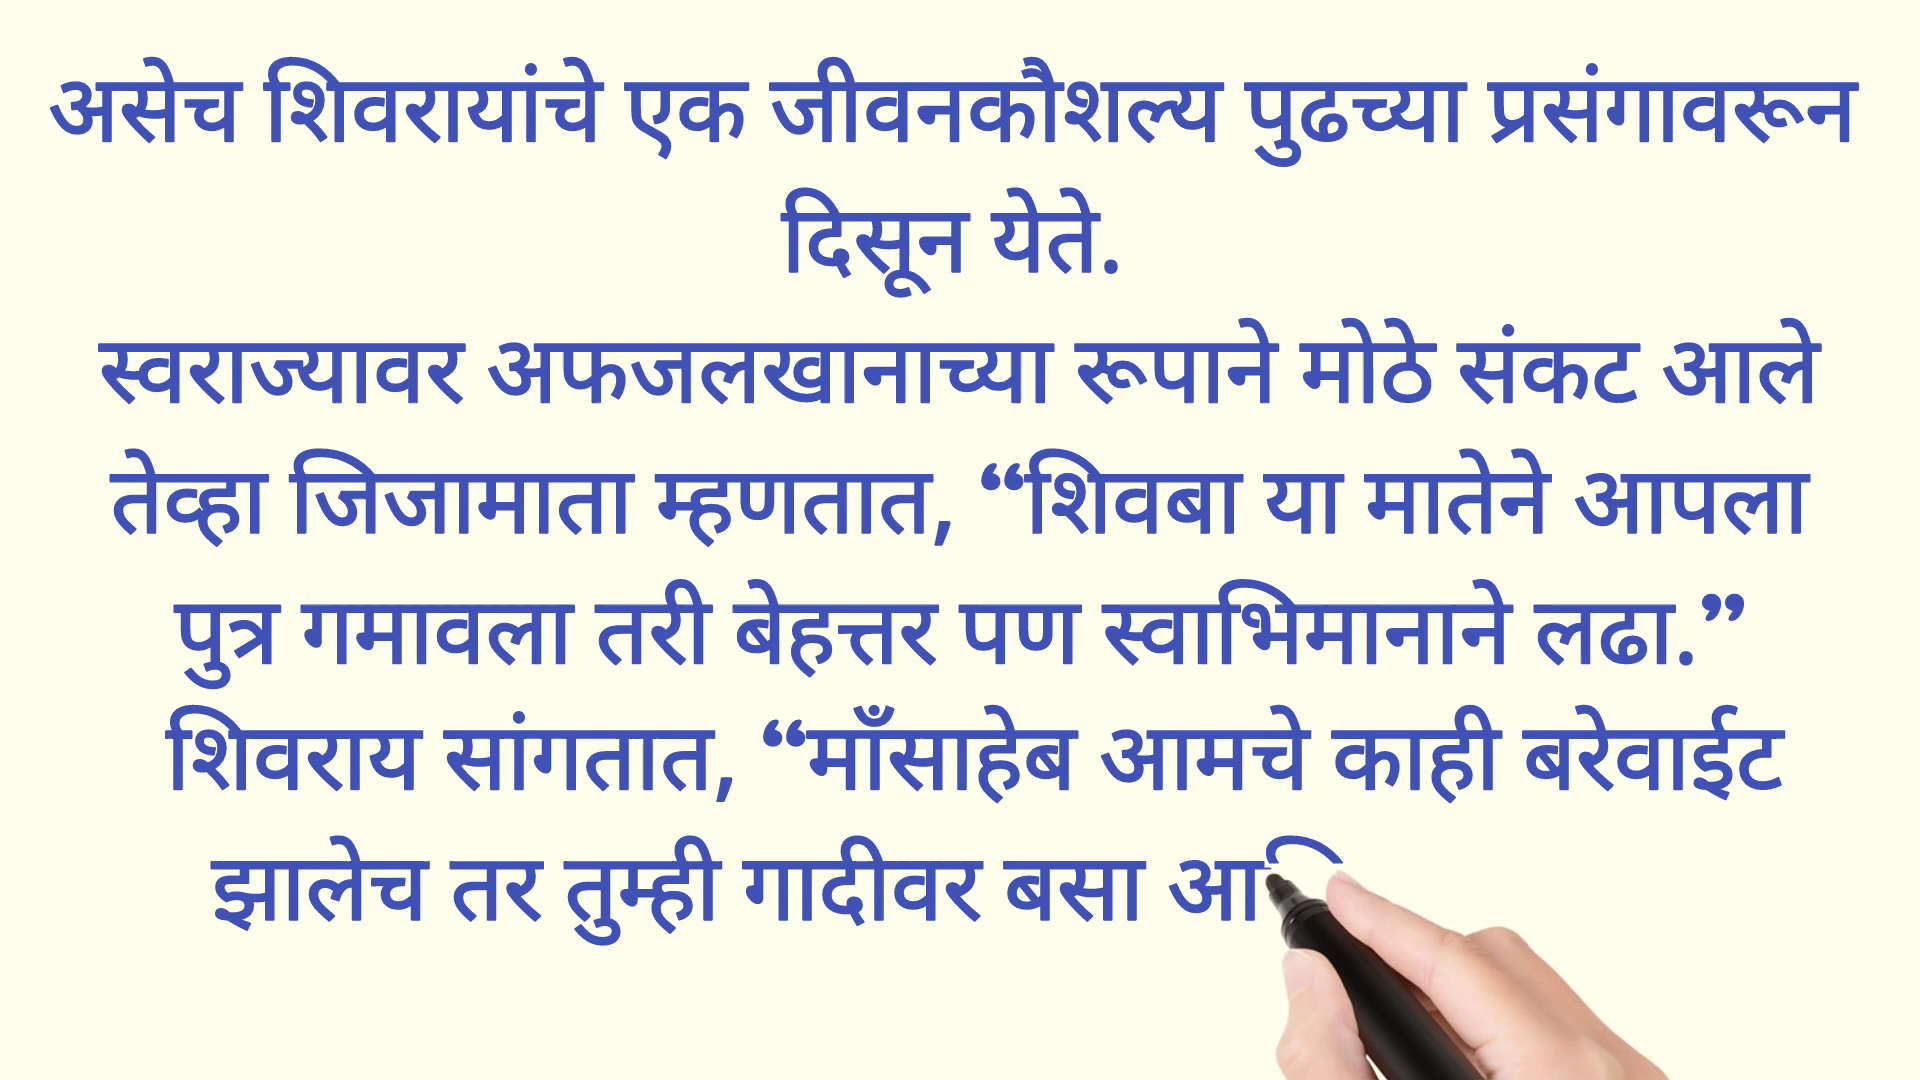 असेच शिवरायांचे एक जीवनकौशल्य पुढच्या प्रसंगावरून
दिसून येते.
स्वराज्यावर अफजलखानाच्या रूपाने मोठे संकट आले
तेव्हा जिजामाता म्हणतात, “शिवबा या मातेने आपला
पुत्र गमावला तरी बेहत्तर पण स्वाभिमानाने लढा.”
शिवराय सांगतात, “माँसाहेब आमचे काही बरेवाईट
झालेच तर तुम्ही गादीवर बसा